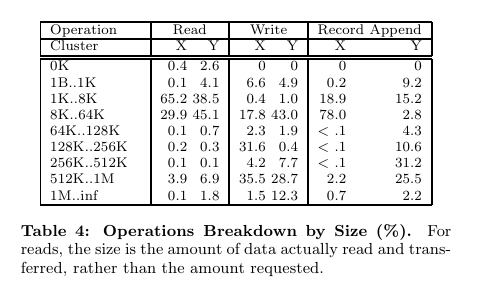 Operation Read Write Record Append
Cluster X Y X Y X Y
0K 0.4 2.6 0 0 0 0
1B..1K 0.1 4.1 6.6 4.9 0.2 9.2
1K..8K 65.2 38.5 0.4 1.0 18.9 15.2
8K..64K 29.9 45.1 17.8 43.0 78.0 2.8
64K..128K 0.1 0.7 2.3 1.9 < .1 4.3
128K..256K 0.2 0.3 31.6 0.4 < .1 10.6
256K..512K 0.1 0.1 4.2 7.7 < .1 31.2
512K..1M 3.9 6.9 35.5 28.7 2.2 25.5
1M..inf 0.1 1.8 1.5 12.3 0.7 2.2
Table 4: Operations Breakdown by Size (%). For
reads, the size is the amount of data actually read and trans-
ferred, rather than the amount requested.